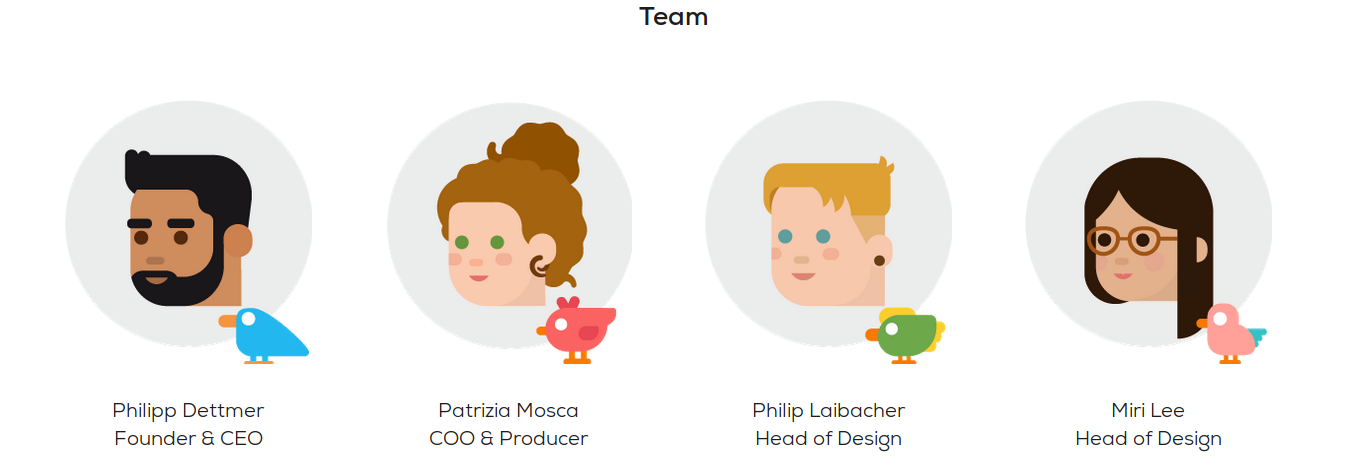 Team
Philipp Dettmer
Founder & CEO
Patrizia Mosca
COO & Producer
Philip Laibacher
Head of Design
Miri Lee
Head of Design